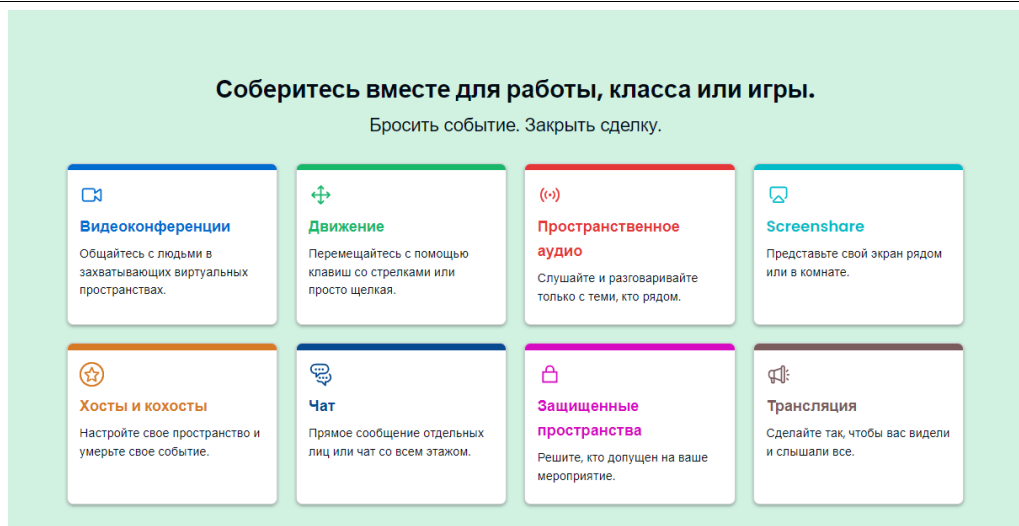 Соберитесь вместе для работы, класса или игры.
Бросить событие. Закрыть сделку.
Видеоконференции
Общайтесь с людьми в
захватывающих виртуальных
пространствах.
Движение
Перемещайтесь с помощью
клавиш со стрелками или
просто щелкая.
Пространственное
аудио
Слушайте и разговаривайте
только с теми, кто рядом.
Screenshare
Представьте свой экран рядом
или в комнате.
Хосты и кохосты
Настройте свое пространство и
умерьте свое событие.
Чат
Прямое сообщение отдельных
лиц или чат со всем этажом.
Защищенные
пространства
Решите, кто допущен на ваше
мероприятие.
Трансляция
Сделайте так, чтобы вас видели
и слышали все.